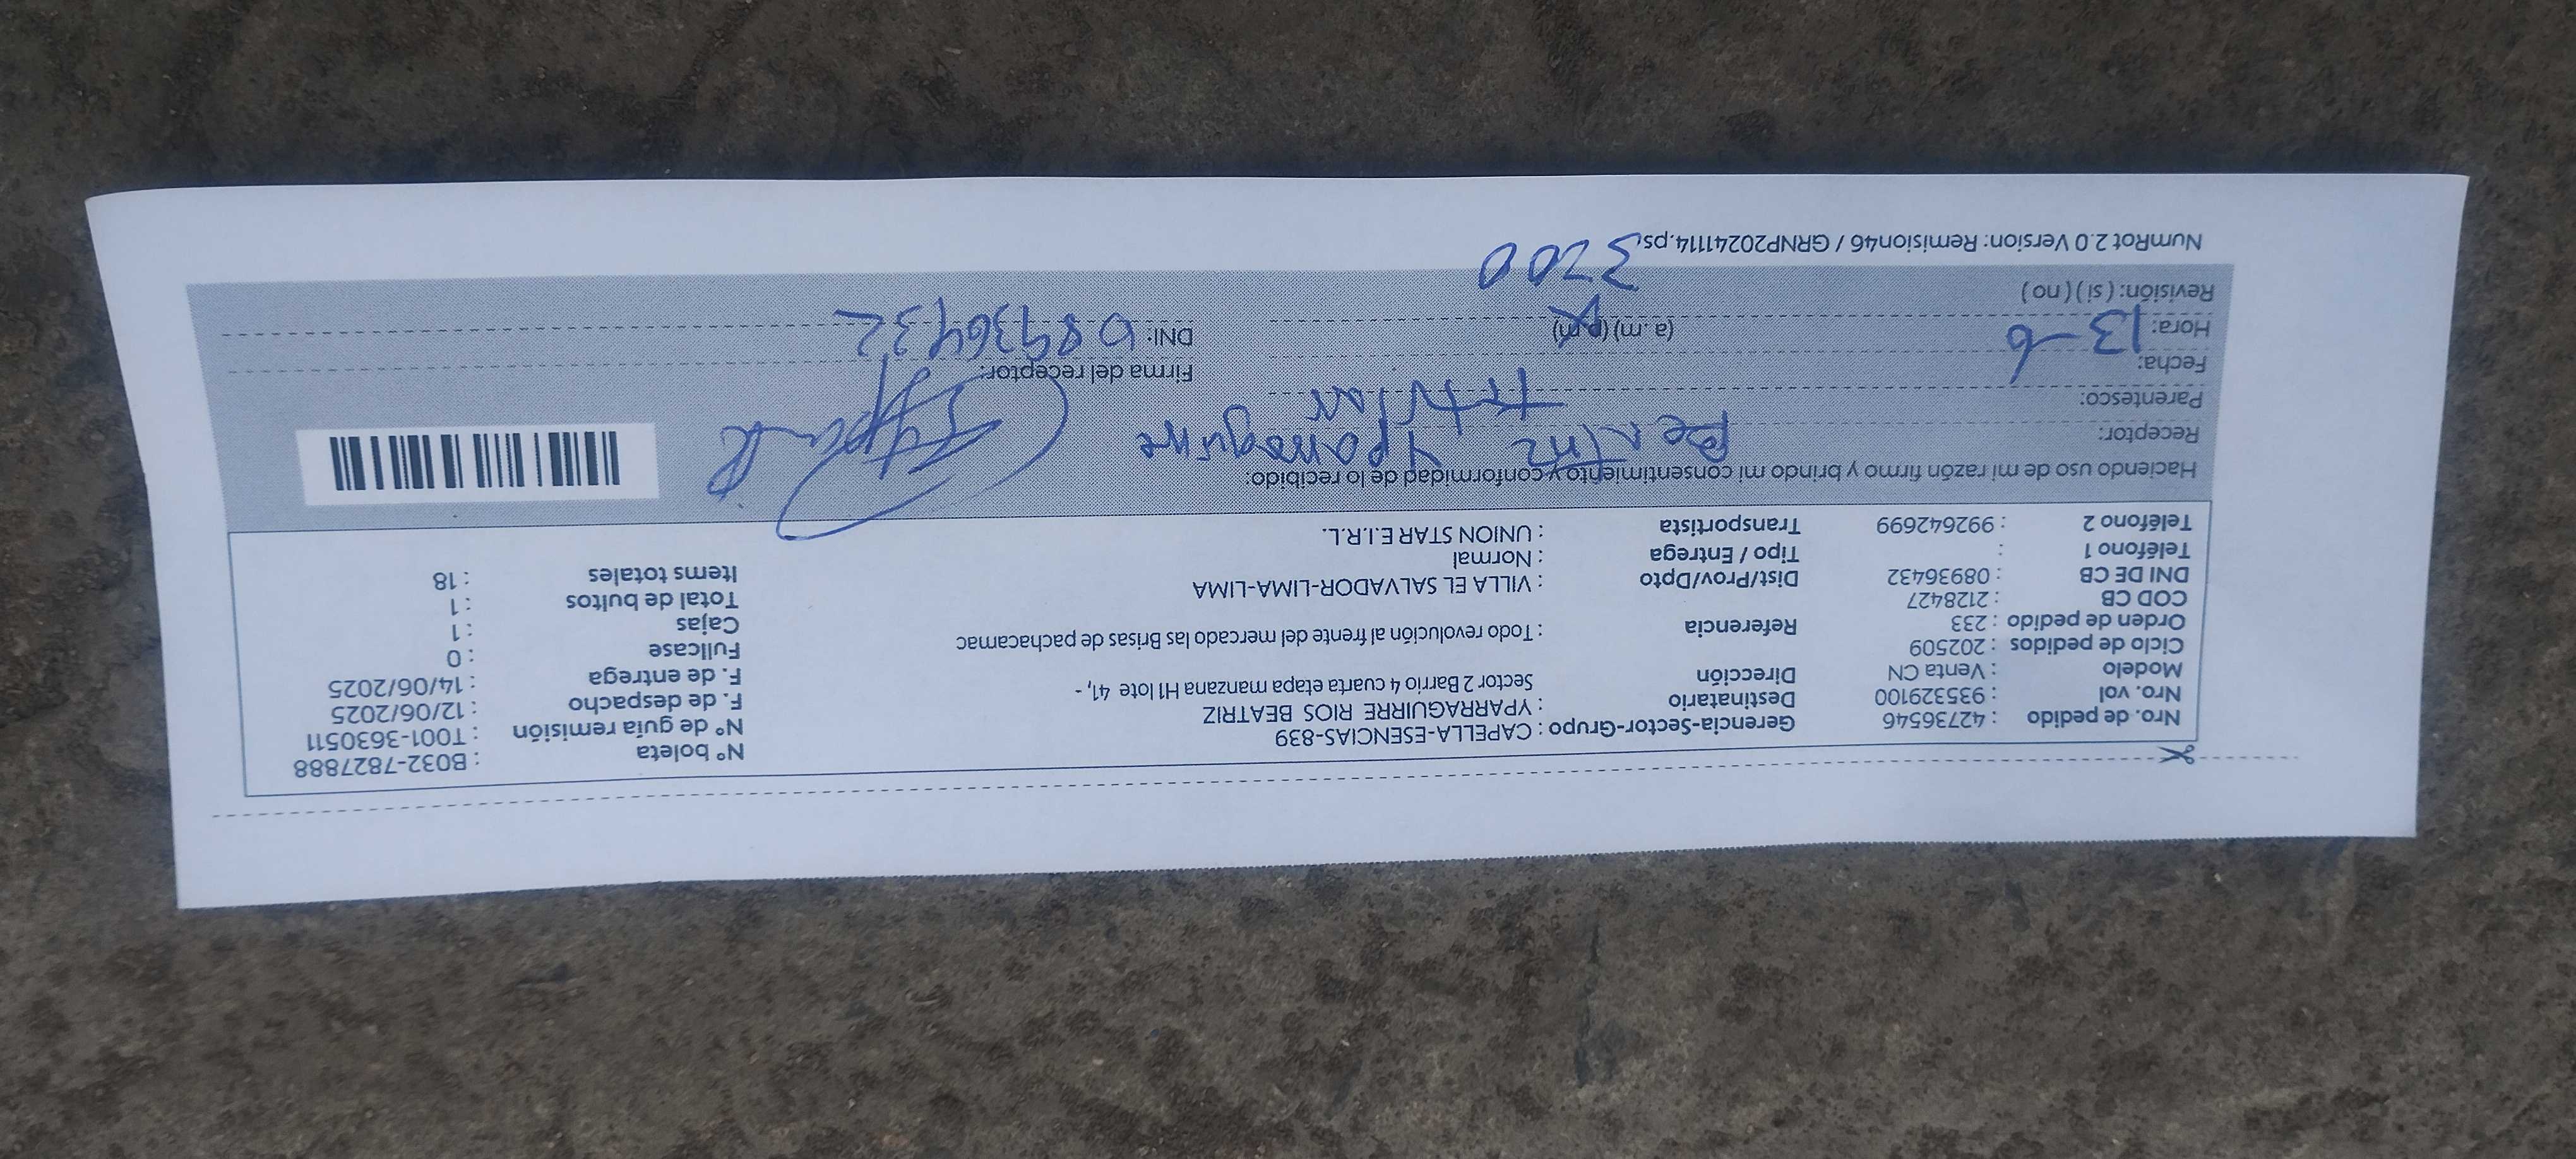 Nro. de pedido : 42736546 Gerencia-Sector-Grupo : CAPELLA-ESENCIAS-839 N° boleta : B032-7827888
Nro. vol : 935329100 Destinatario : YPARRAGUIRRE RIOS BEATRIZ N° de guía remisión : T001-3630511
Modelo : Venta CN Dirección Sector 2 Barrio 4 cuarta etapa manzana H1 lote 41, - F. de despacho : 12/06/2025
Ciclo de pedidos : 202509 F. de entrega : 14/06/2025
Orden de pedido : 233 Referencia : Todo revolución al frente del mercado las Brisas de pachacamac Fullcase : 0
COD CB : 2128427 Cajas : 1
DNI DE CB : 08936432 Dist/Prov/Dpto : VILLA EL SALVADOR-LIMA-LIMA Total de bultos : 1
Teléfono 1 : Tipo / Entrega : Normal Items totales : 18
Teléfono 2 : 992642699 Transportista : UNION STAR E.I.R.L.
Haciendo uso de mi razón firmo y brindo mi consentimiento y conformidad de lo recibido:
Receptor:
Parentesco: titular
Fecha: Firma del receptor:
Hora: 13-6 (a. m) (p.m) DNI: 08936432
Revisión: ( si ) ( no )
3200
NumRot 2.0 Version: Remision46 / GRNP20241114.ps